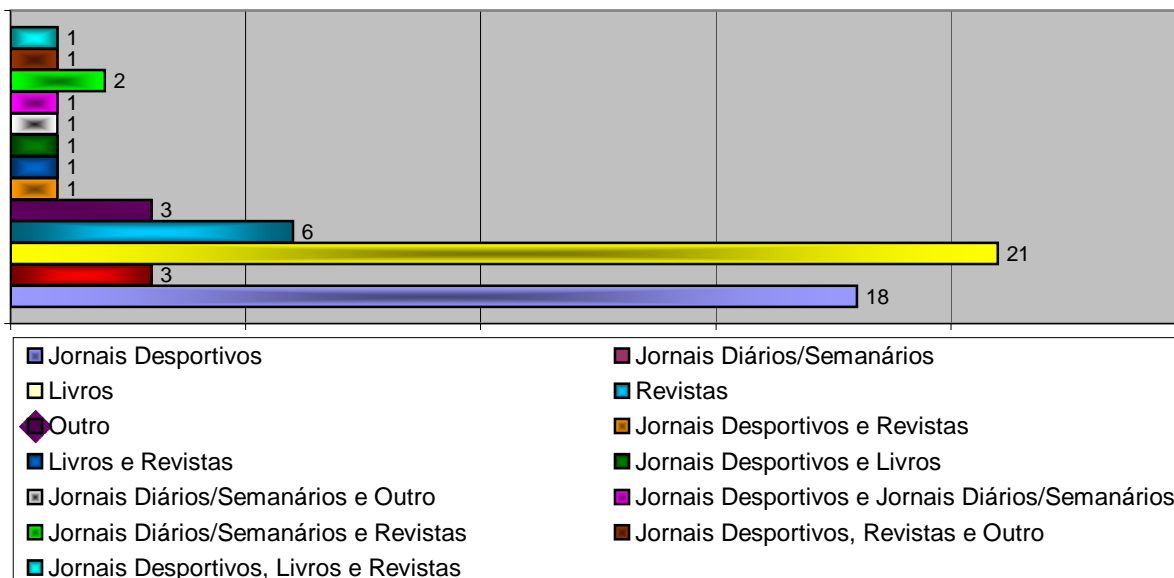 1
1
2
1
1
1
1
1
3
6
21
3
18
Jornais Desportivos
Jornais Diários/Semanários
Livros
Revistas
Outro
Jornais Desportivos e Revistas
Livros e Revistas
Jornais Desportivos e Livros
Jornais Diários/Semanários e Outro
Jornais Desportivos e Jornais Diários/Semanários
Jornais Diários/Semanários e Revistas
Jornais Desportivos, Revistas e Outro
Jornais Desportivos, Livros e Revistas